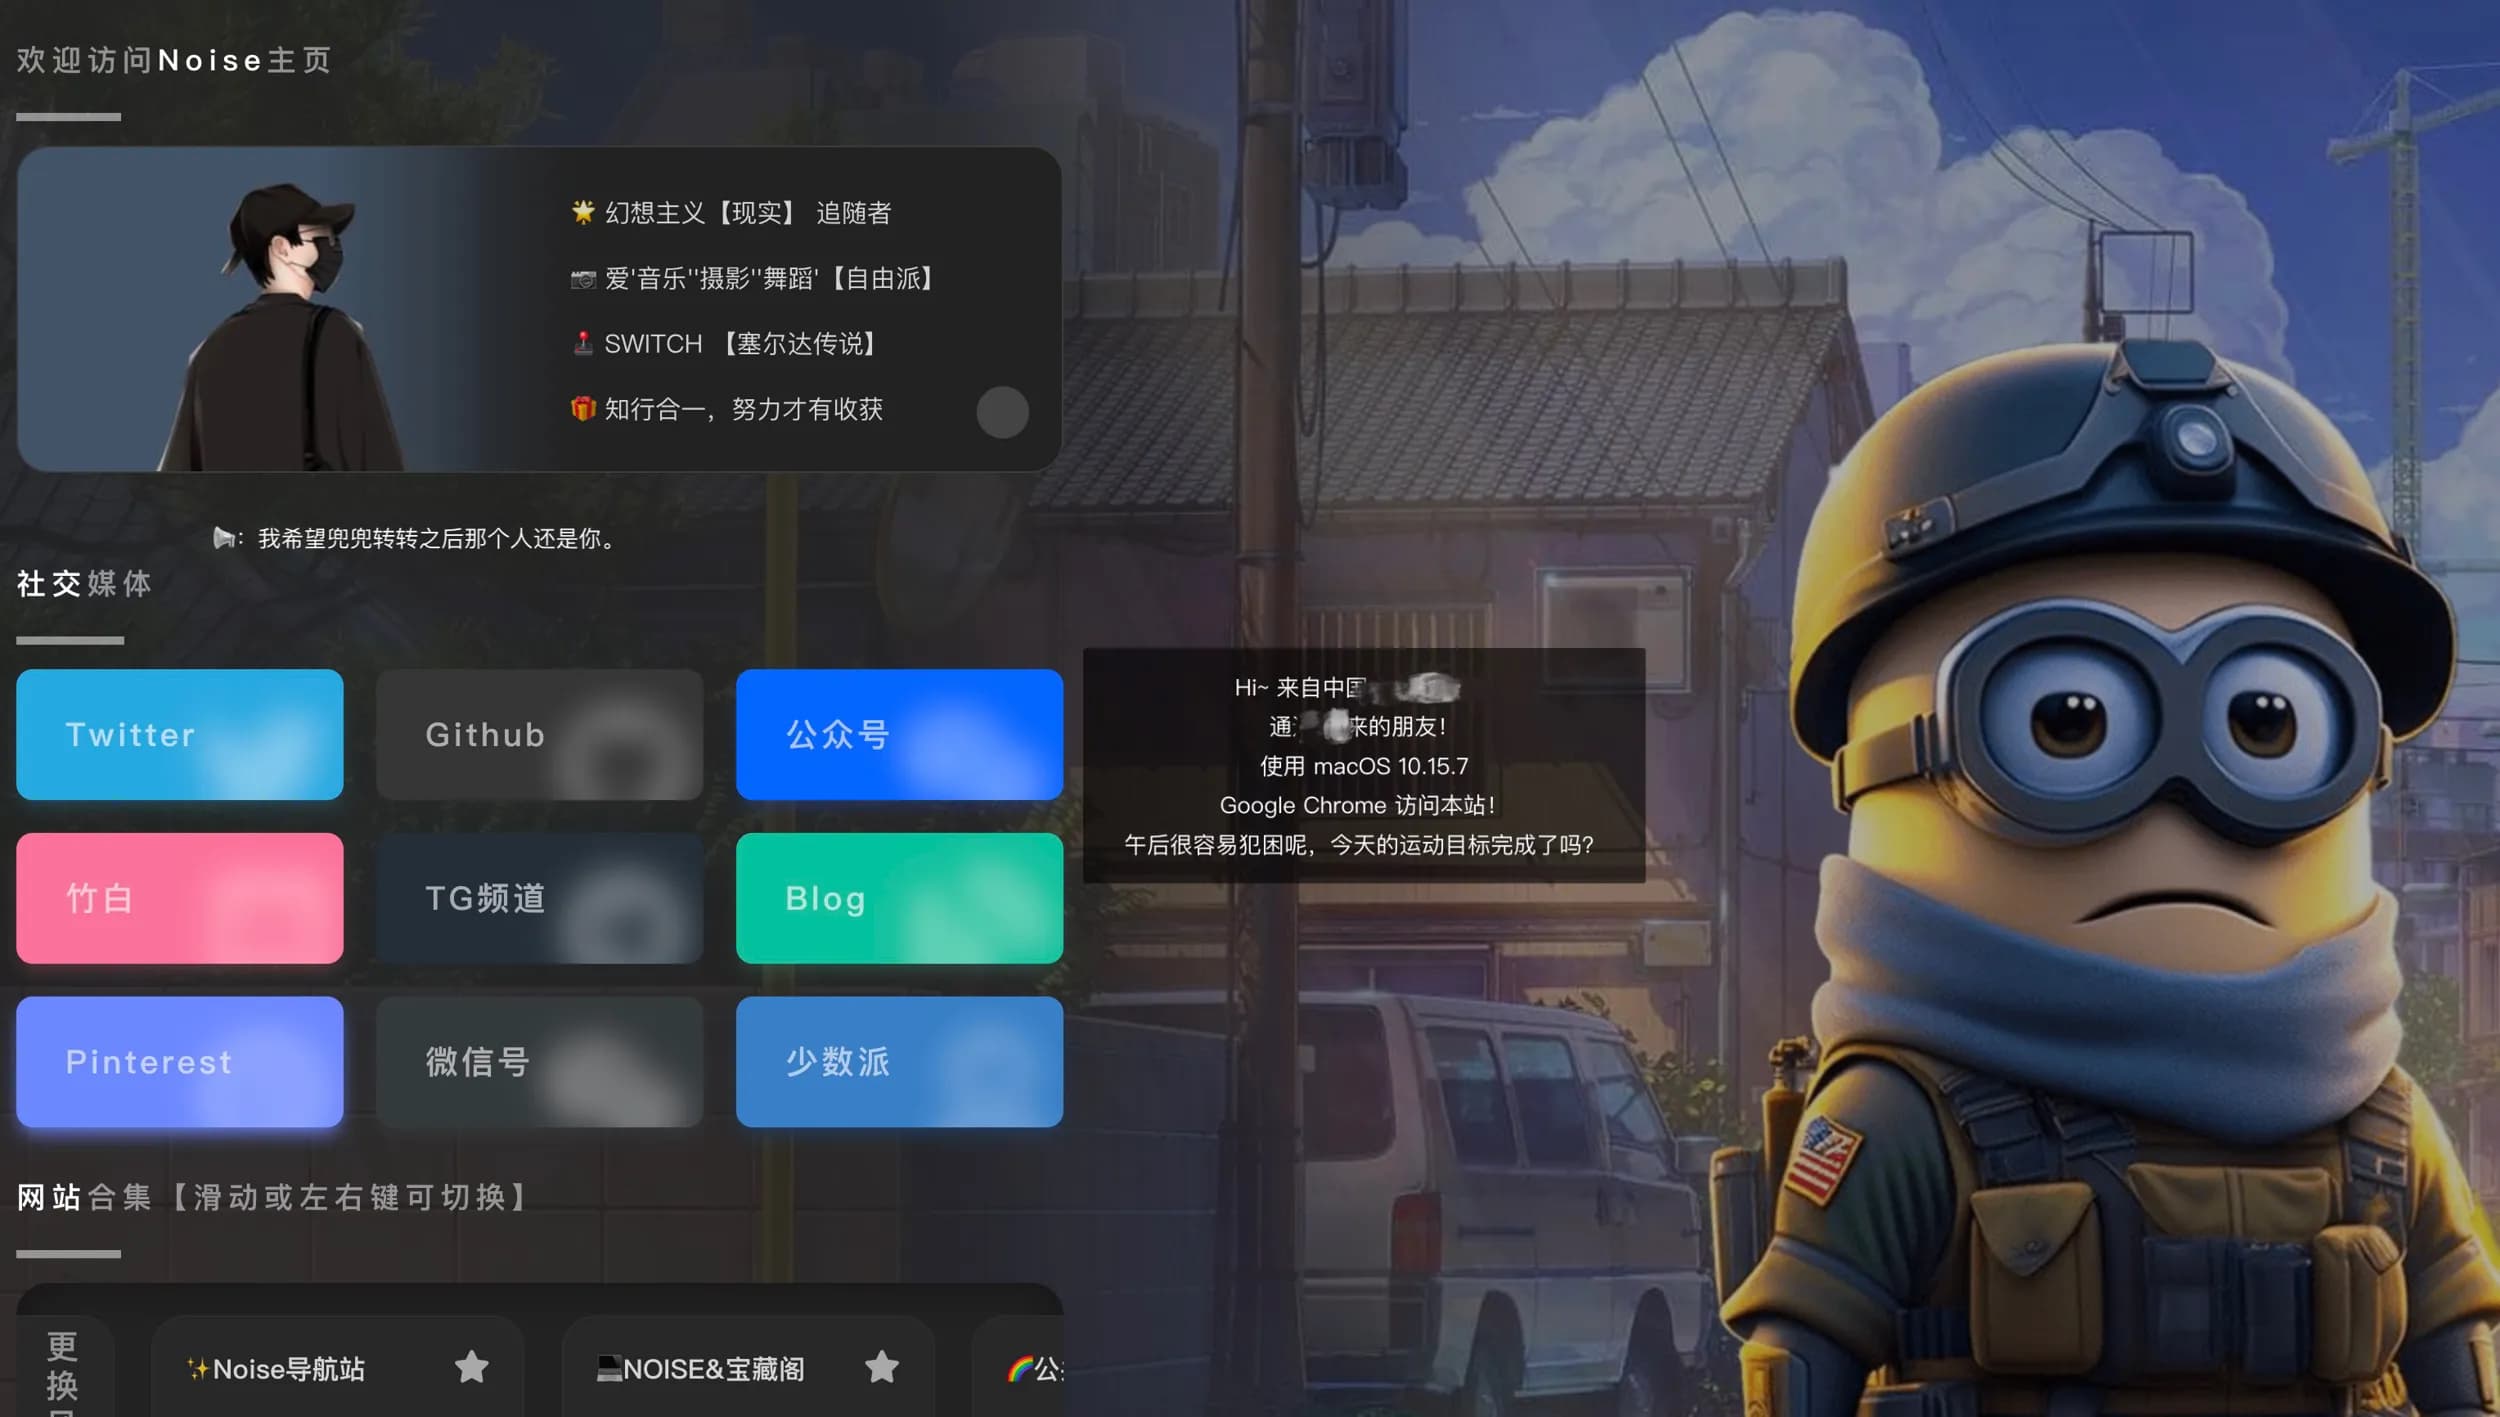 欢迎访问Noise主页
🌟 幻想主义【现实】 追随者
📷 爱'音乐''摄影''舞蹈'【自由派】
🕹️ SWITCH 【塞尔达传说】
🎁 知行合一，努力才有收获
📢：我希望兜兜转转之后那个人还是你。
社交媒体
Twitter
Github
公众号
竹白
TG频道
Blog
Pinterest
微信号
少数派
Hi~ 来自中国
通 来的朋友！
使用 macOS 10.15.7
Google Chrome 访问本站！
午后很容易犯困呢，今天的运动目标完成了吗？
网站合集【滑动或左右键可切换】
更换
✨Noise导航站
💻NOISE&宝藏阁
🌈公